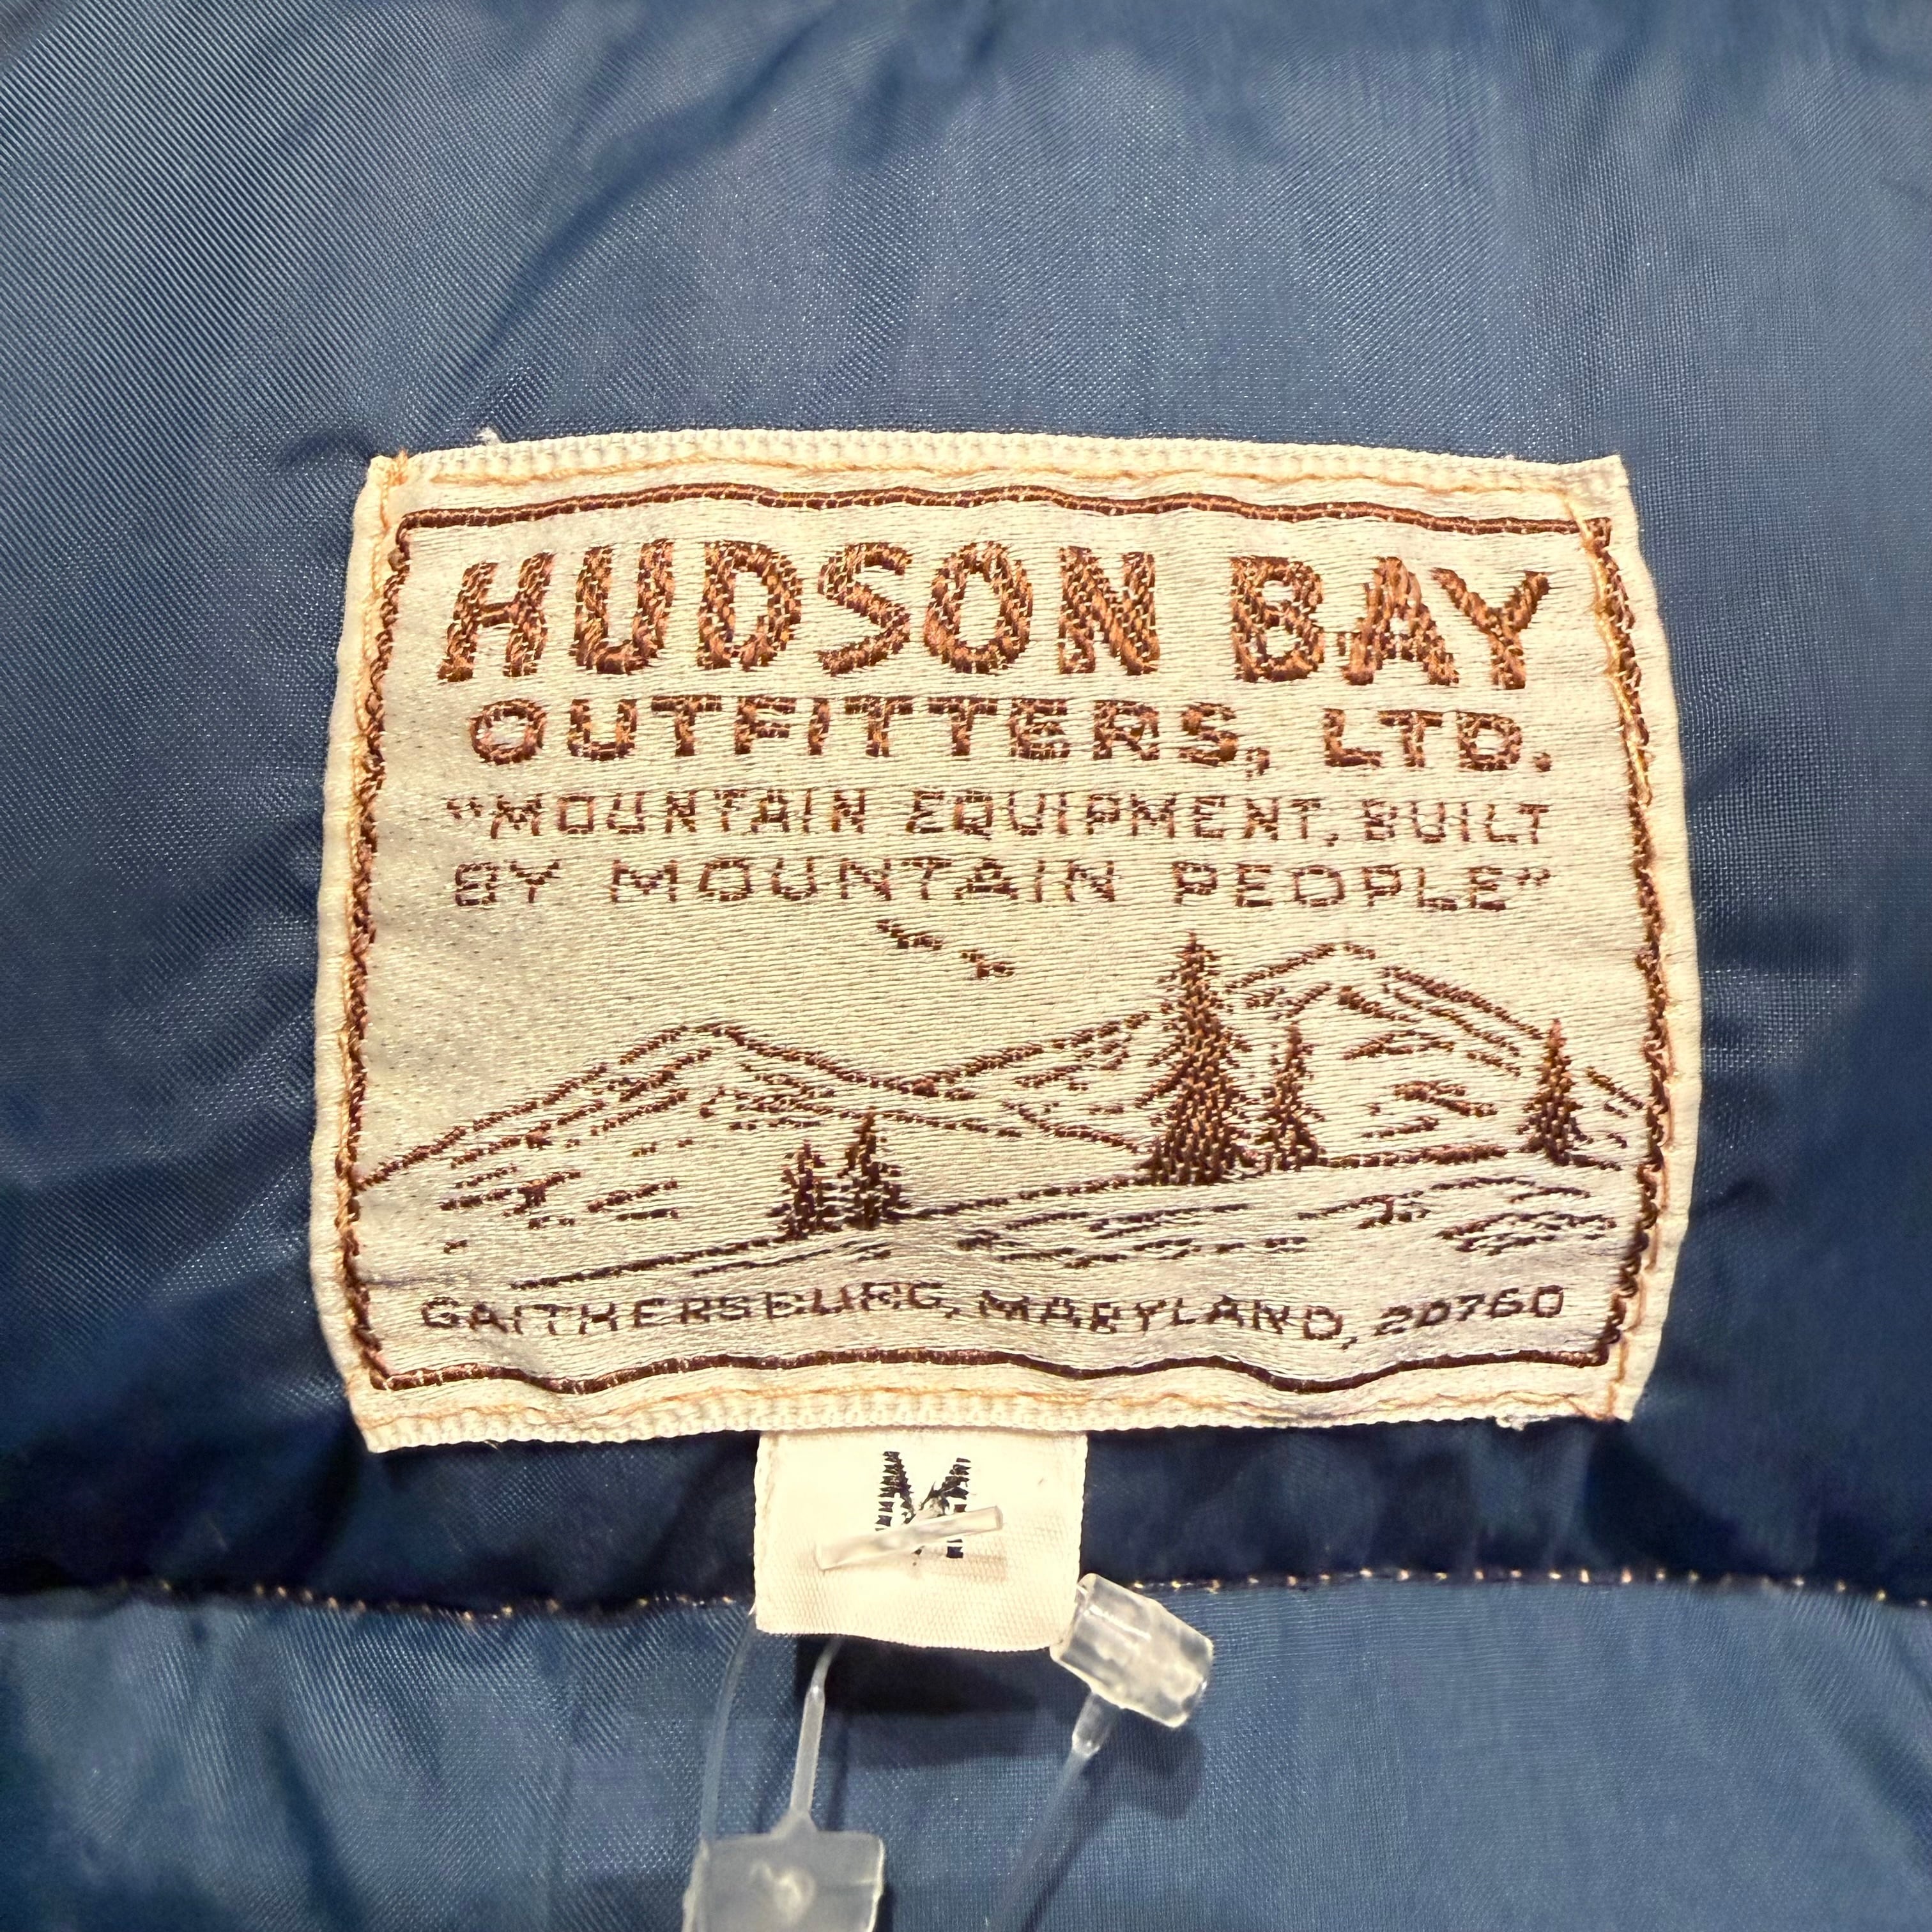 HUDSON BAY
OUTFITTERS, LTD.
"MOUNTAIN EQUIPMENT, BUILT
BY MOUNTAIN PEOPLE"
GAITHERSBURG, MARYLAND, 20760
M